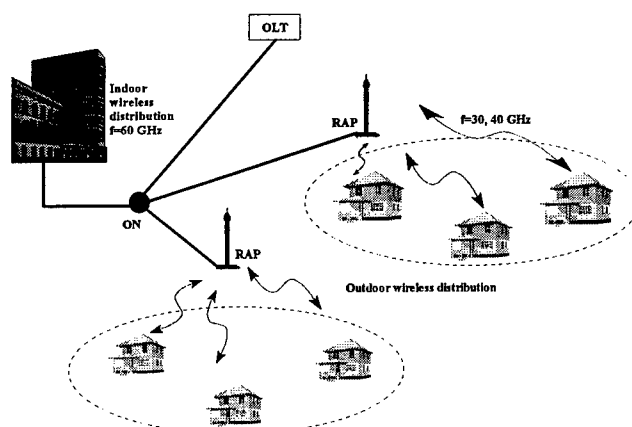 OLT
Indoor
wireless
distribution
f=60 GHz
RAP
f=30, 40 GHz
ON
RAP
Outdoor wireless distribution